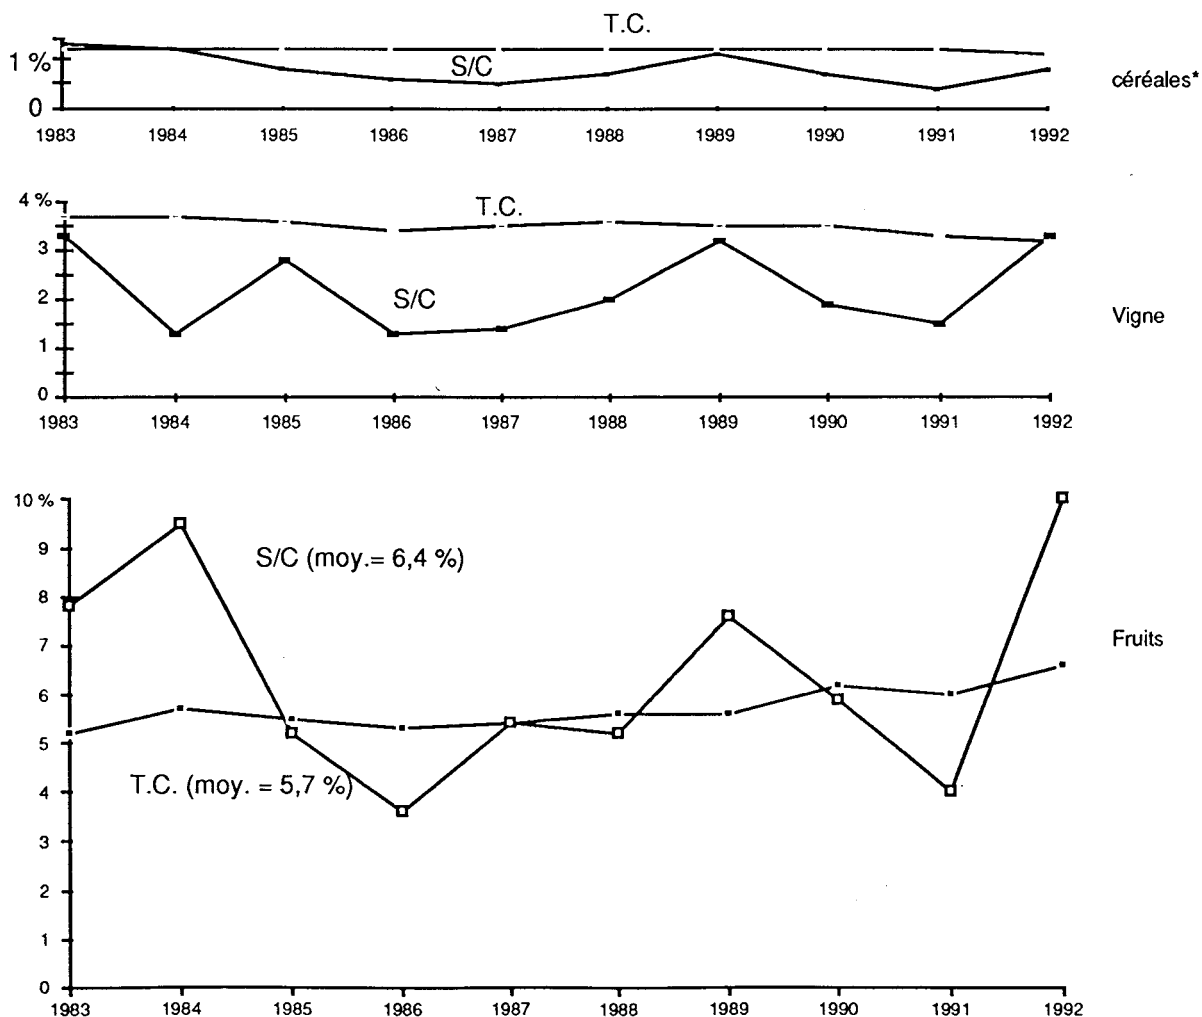 T.C.
1 %
S/C
céréales*
0
1983 1984 1985 1986 1987 1988 1989 1990 1991 1992
4 %
T.C.
3
2
S/C
Vigne
1
0
1983 1984 1985 1986 1987 1988 1989 1990 1991 1992
10 %
9
S/C (moy.= 6,4 %)
8
7
Fruits
6
5
T.C. (moy. = 5,7 %)
4
3
2
1
0
1983 1984 1985 1986 1987 1988 1989 1990 1991 1992